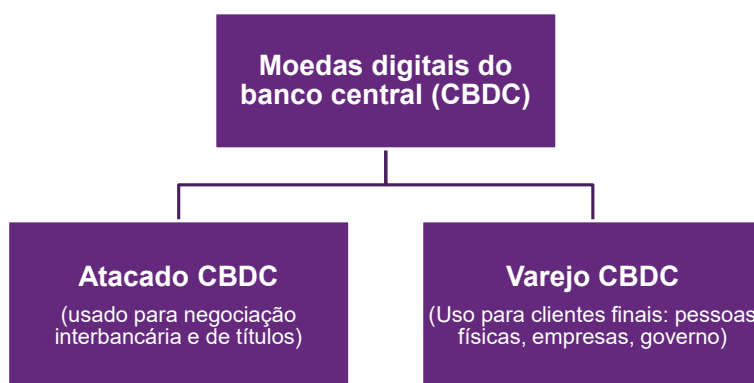 Moedas digitais do
banco central (CBDC)
Atacado CBDC
(usado para negociação
interbancária e de títulos)
Varejo CBDC
(Uso para clientes finais: pessoas
físicas, empresas, governo)